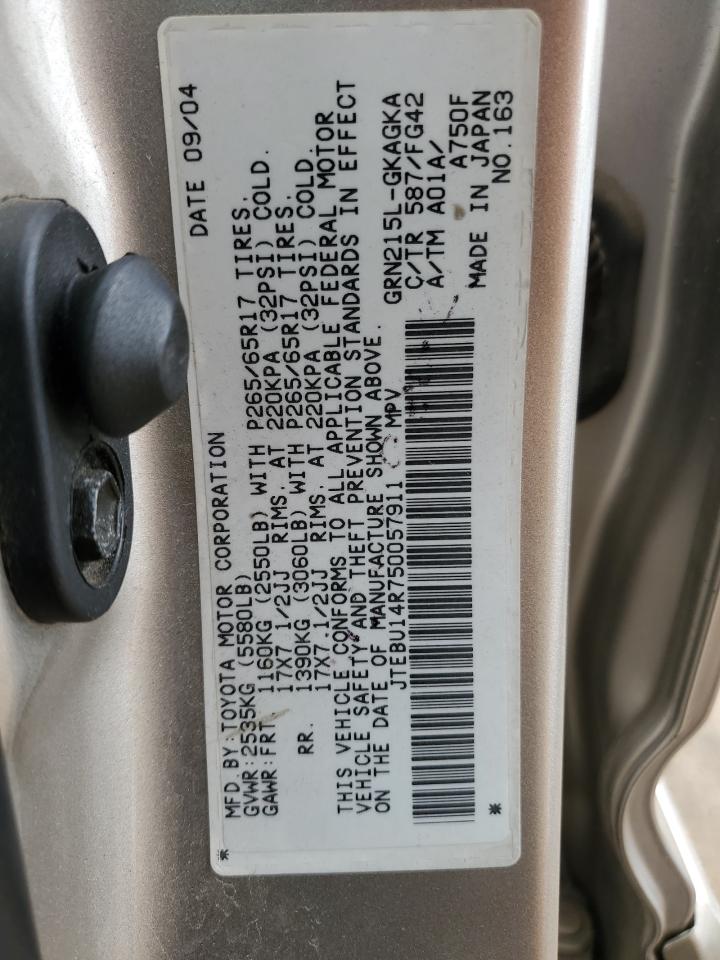 DATE 09/04
MFD. BY: TOYOTA MOTOR CORPORATION
GVWR: 2535KG (5580LB)
GAWR: FRT. 1160KG (2550LB) WITH P265/65R17 TIRES.
17X7.1/2JJ RIMS. AT 220KPA (32PSI) COLD.
RR. 1390KG (3060LB) WITH P265/65R17 TIRES.
17X7.1/2JJ RIMS. AT 220KPA (32PSI) COLD.
THIS VEHICLE CONFORMS TO ALL APPLICABLE FEDERAL MOTOR
VEHICLE SAFETY AND THEFT PREVENTION STANDARDS IN EFFECT
ON THE DATE OF MANUFACTURE SHOWN ABOVE.
JTEBU14R750057911 MPV
GRN215L-GKAGKA
C/TR 587/FG42
A/TM A01A/
A750F
MADE IN JAPAN
NO.163